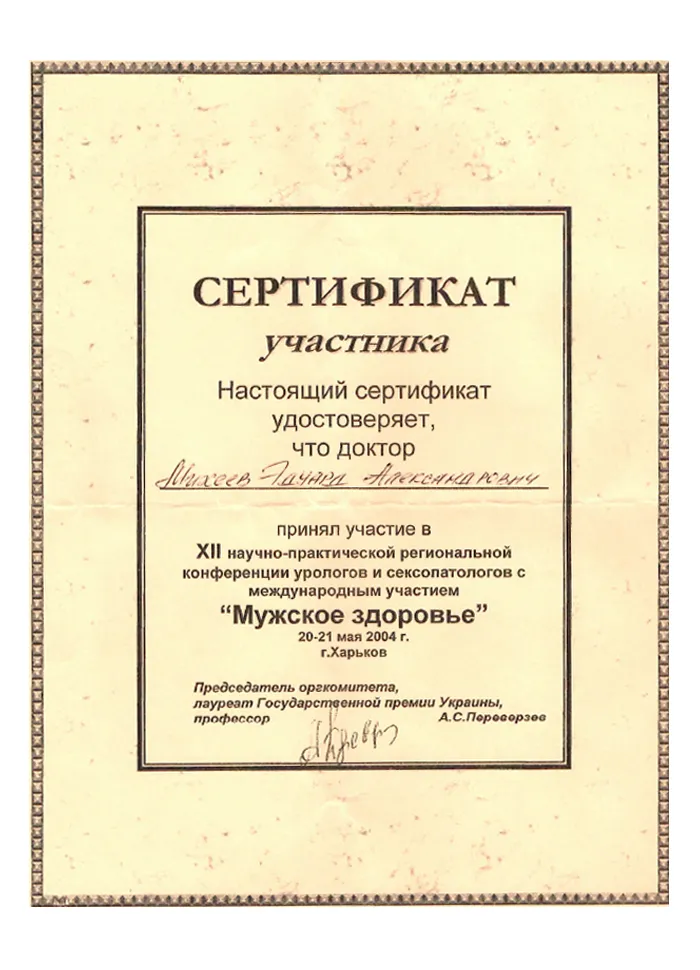 СЕРТИФИКАТ
участника
Настоящий сертификат
удостоверяет,
что доктор
Михеев Эдуард Александрович
принял участие в
XII научно-практической региональной
конференции урологов и сексопатологов с
международным участием
“Мужское здоровье”
20-21 мая 2004 г.
г.Харьков
Председатель оргкомитета,
лауреат Государственной премии Украины,
профессор А.С.Переверзев